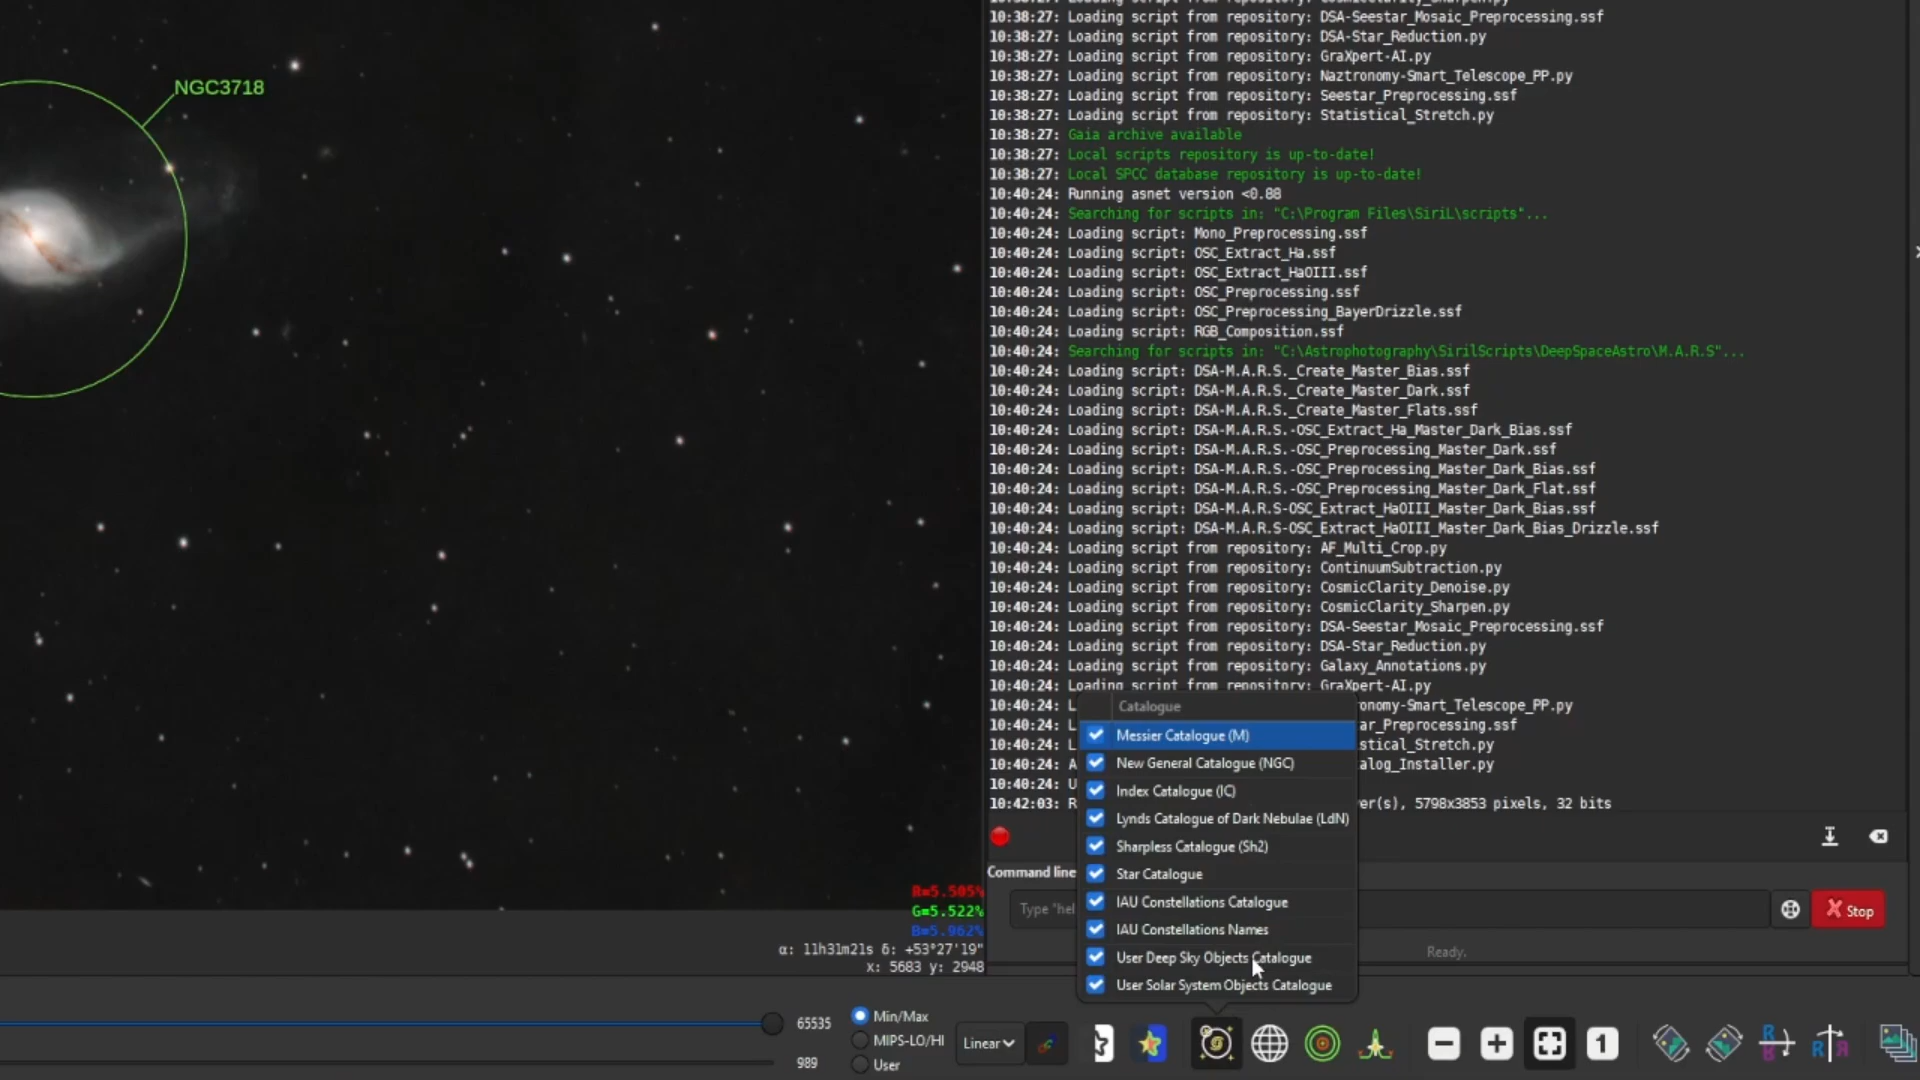 NGC3718
10:38:27: Loading script from repository: DSA-Seestar_Mosaic_Preprocessing.ssf
10:38:27: Loading script from repository: DSA-Star_Reduction.py
10:38:27: Loading script from repository: GraXpert-AI.py
10:38:27: Loading script from repository: Naztronomy-Smart_Telescope_PP.py
10:38:27: Loading script from repository: Seestar_Preprocessing.ssf
10:38:27: Loading script from repository: Statistical_Stretch.py
10:38:27: Gaia archive available
10:38:27: Local scripts repository is up-to-date!
10:38:27: Local SPCC database repository is up-to-date!
10:40:24: Running asnet version <0.88
10:40:24: Searching for scripts in: "C:\Program Files\SiriL\scripts"...
10:40:24: Loading script: Mono_Preprocessing.ssf
10:40:24: Loading script: OSC_Extract_Ha.ssf
10:40:24: Loading script: OSC_Extract_HaOIII.ssf
10:40:24: Loading script: OSC_Preprocessing.ssf
10:40:24: Loading script: OSC_Preprocessing_BayerDrizzle.ssf
10:40:24: Loading script: RGB_Composition.ssf
10:40:24: Searching for scripts in: "C:\Astrophotography\SirilScripts\DeepSpaceAstro\M.A.R.S"...
10:40:24: Loading script: DSA-M.A.R.S._Create_Master_Bias.ssf
10:40:24: Loading script: DSA-M.A.R.S._Create_Master_Dark.ssf
10:40:24: Loading script: DSA-M.A.R.S._Create_Master_Flats.ssf
10:40:24: Loading script: DSA-M.A.R.S.-OSC_Extract_Ha_Master_Dark_Bias.ssf
10:40:24: Loading script: DSA-M.A.R.S.-OSC_Preprocessing_Master_Dark.ssf
10:40:24: Loading script: DSA-M.A.R.S.-OSC_Preprocessing_Master_Dark_Bias.ssf
10:40:24: Loading script: DSA-M.A.R.S.-OSC_Preprocessing_Master_Dark_Flat.ssf
10:40:24: Loading script: DSA-M.A.R.S-OSC_Extract_HaOIII_Master_Dark_Bias.ssf
10:40:24: Loading script: DSA-M.A.R.S-OSC_Extract_HaOIII_Master_Dark_Bias_Drizzle.ssf
10:40:24: Loading script from repository: AF_Multi_Crop.py
10:40:24: Loading script from repository: ContinuumSubtraction.py
10:40:24: Loading script from repository: CosmicClarity_Denoise.py
10:40:24: Loading script from repository: CosmicClarity_Sharpen.py
10:40:24: Loading script from repository: DSA-Seestar_Mosaic_Preprocessing.ssf
10:40:24: Loading script from repository: DSA-Star_Reduction.py
10:40:24: Loading script from repository: Galaxy_Annotations.py
10:40:24: Loading script from repository: GraXpert-AI.py
10:40:24: L ronomy-Smart_Telescope_PP.py
10:40:24: L ar_Preprocessing.ssf
10:40:24: L stical_Stretch.py
10:40:24: A alog_Installer.py
10:40:24: U
10:42:03: R er(s), 5798x3853 pixels, 32 bits
Catalogue
Messier Catalogue (M)
New General Catalogue (NGC)
Index Catalogue (IC)
Lynds Catalogue of Dark Nebulae (LdN)
Sharpless Catalogue (Sh2)
Star Catalogue
IAU Constellations Catalogue
IAU Constellations Names
User Deep Sky Objects Catalogue
User Solar System Objects Catalogue
Command line
Type "hel
Stop
Ready.
R=5.505%
G=5.522%
B=5.962%
α: 11h31m21s δ: +53°27'19"
x: 5683 y: 2948
65535
989
Min/Max
MIPS-LO/HI
User
Linear
1